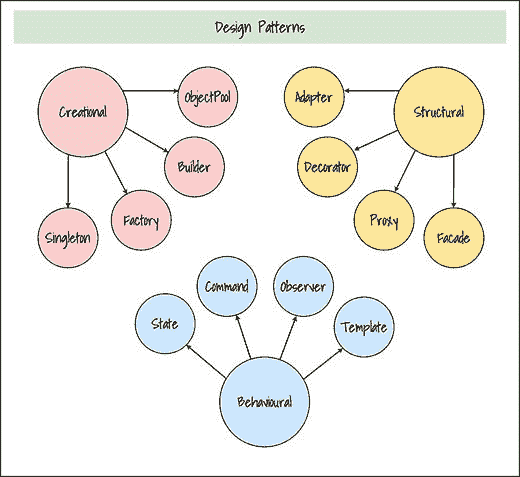 Design Patterns
Creational
ObjectPool
Builder
Factory
Singleton
Structural
Adapter
Decorator
Proxy
Facade
Behavioural
State
Command
Observer
Template